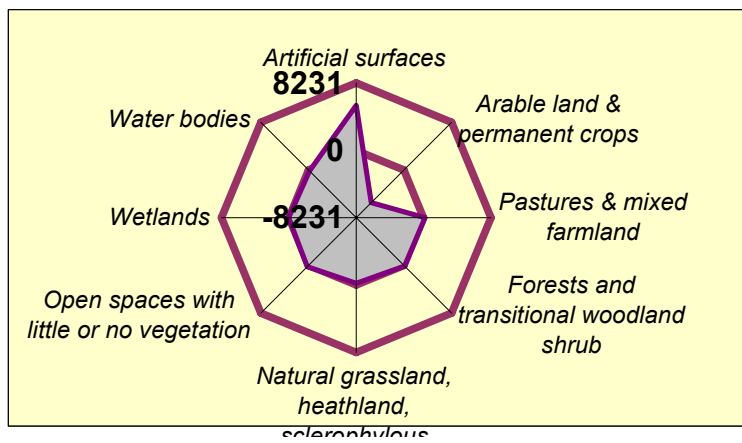 Artificial surfaces
8231
Arable land &
permanent crops
Water bodies
0
Pastures & mixed
farmland
Wetlands
-8231
Forests and
transitional woodland
shrub
Open spaces with
little or no vegetation
Natural grassland,
heathland,
sclerophylous